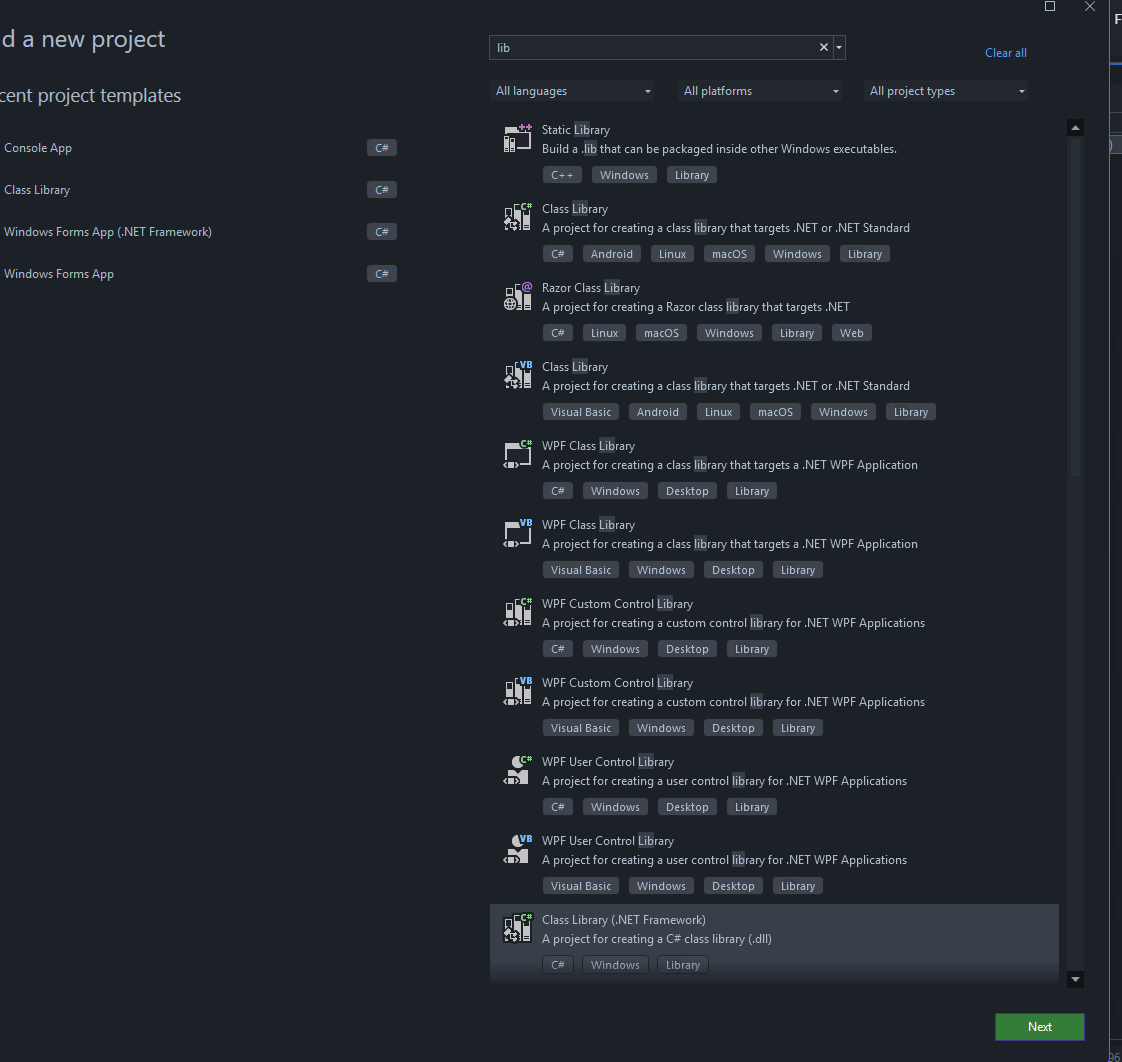 d a new project
cent project templates
Console App
C#
Class Library
C#
Windows Forms App (.NET Framework)
C#
Windows Forms App
C#
lib
Clear all
All languages
All platforms
All project types
Static Library
Build a .lib that can be packaged inside other Windows executables.
C++ Windows Library
Class Library
A project for creating a class library that targets .NET or .NET Standard
C# Android Linux macOS Windows Library
Razor Class Library
A project for creating a Razor class library that targets .NET
C# Linux macOS Windows Library Web
Class Library
A project for creating a class library that targets .NET or .NET Standard
Visual Basic Android Linux macOS Windows Library
WPF Class Library
A project for creating a class library that targets a .NET WPF Application
C# Windows Desktop Library
WPF Class Library
A project for creating a class library that targets a .NET WPF Application
Visual Basic Windows Desktop Library
WPF Custom Control Library
A project for creating a custom control library for .NET WPF Applications
C# Windows Desktop Library
WPF Custom Control Library
A project for creating a custom control library for .NET WPF Applications
Visual Basic Windows Desktop Library
WPF User Control Library
A project for creating a user control library for .NET WPF Applications
C# Windows Desktop Library
WPF User Control Library
A project for creating a user control library for .NET WPF Applications
Visual Basic Windows Desktop Library
Class Library (.NET Framework)
A project for creating a C# class library (.dll)
C# Windows Library
Next
F
96